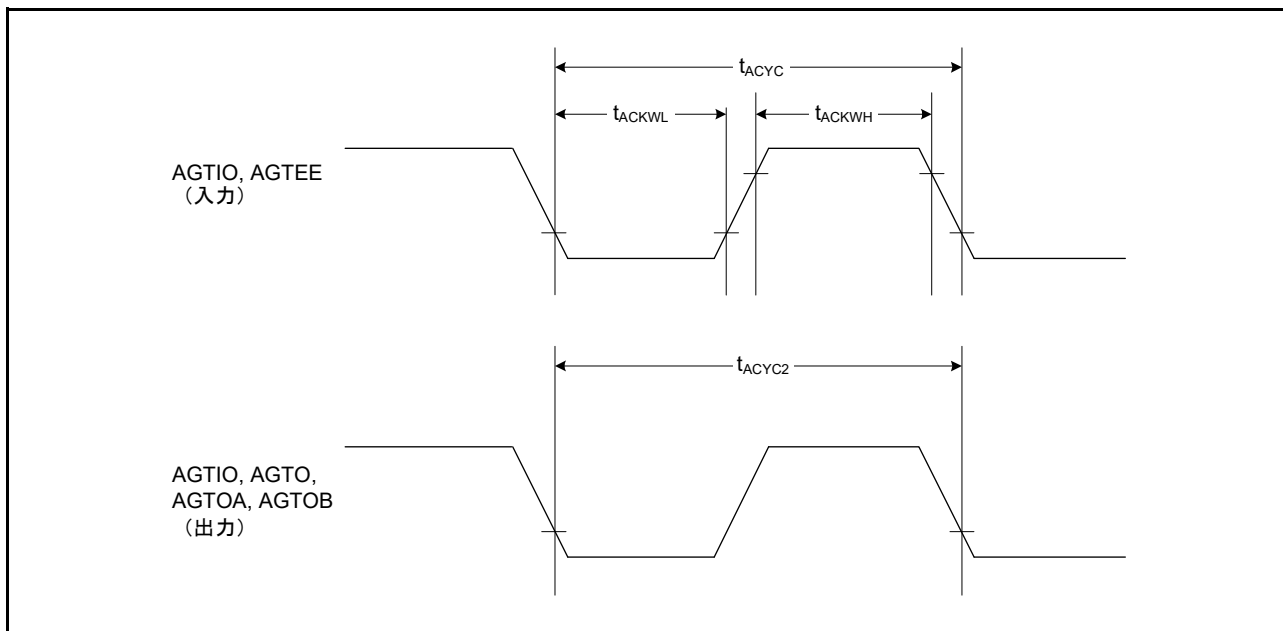 tACYC
tACKWL
tACKWH
AGTIO, AGTEE
（入力）
tACYC2
AGTIO, AGTO,
AGTOA, AGTOB
（出力）